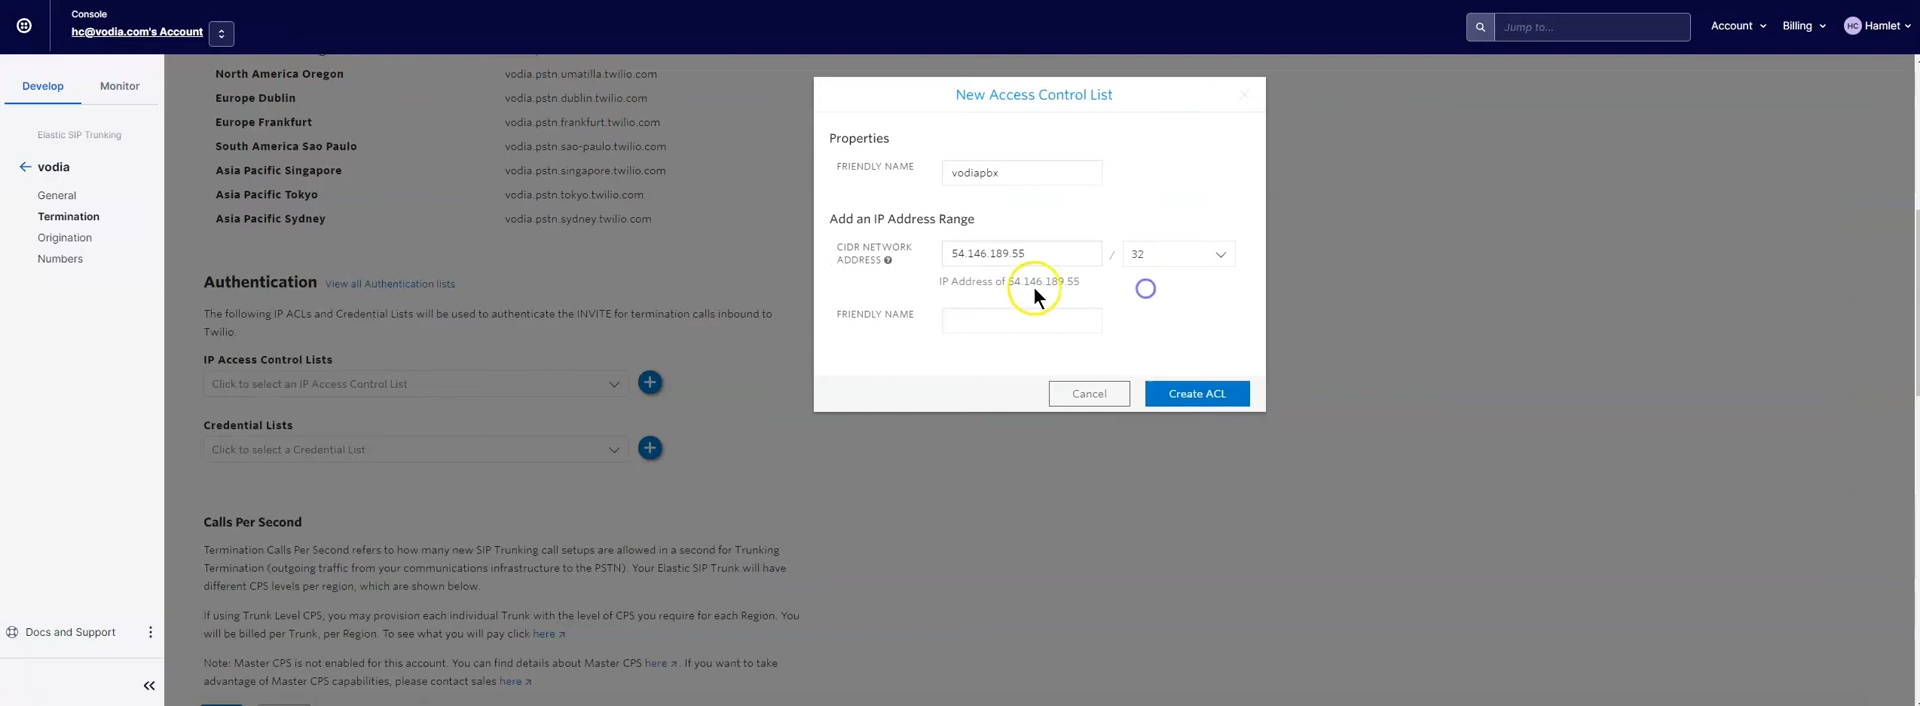 Console
hc@vodia.com's Account
Jump to...
Account
Billing
HC
Hamlet
Develop
Monitor
Elastic SIP Trunking
vodia
General
Termination
Origination
Numbers
Docs and Support
North America Oregon vodia.pstn.umatilla.twilio.com
Europe Dublin vodia.pstn.dublin.twilio.com
Europe Frankfurt vodia.pstn.frankfurt.twilio.com
South America Sao Paulo vodia.pstn.sao-paulo.twilio.com
Asia Pacific Singapore vodia.pstn.singapore.twilio.com
Asia Pacific Tokyo vodia.pstn.tokyo.twilio.com
Asia Pacific Sydney vodia.pstn.sydney.twilio.com
Authentication View all Authentication lists
The following IP ACLs and Credential Lists will be used to authenticate the INVITE for termination calls inbound to
Twilio.
IP Access Control Lists
Click to select an IP Access Control List
Credential Lists
Click to select a Credential List
Calls Per Second
Termination Calls Per Second refers to how many new SIP Trunking call setups are allowed in a second for Trunking
Termination (outgoing traffic from your communications infrastructure to the PSTN). Your Elastic SIP Trunk will have
different CPS levels per region, which are shown below.
If using Trunk Level CPS, you may provision each individual Trunk with the level of CPS you require for each Region. You
will be billed per Trunk, per Region. To see what you will pay click here
Note: Master CPS is not enabled for this account. You can find details about Master CPS here . If you want to take
advantage of Master CPS capabilities, please contact sales here
New Access Control List
Properties
FRIENDLY NAME vodiapbx
Add an IP Address Range
CIDR NETWORK
ADDRESS
54.146.189.55 / 32
IP Address of 54.146.189.55
FRIENDLY NAME
Cancel
Create ACL